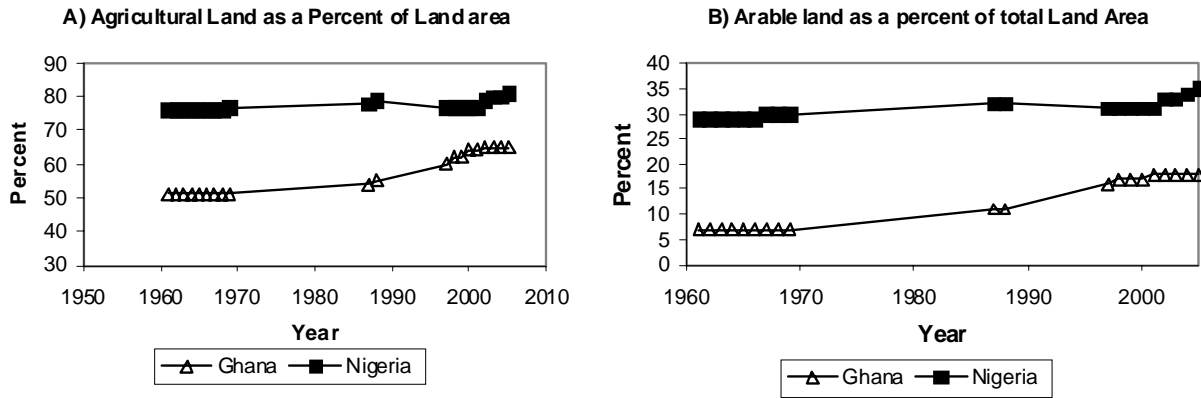 A) Agricultural Land as a Percent of Land area
90
80
70
60
50
40
30
Percent
1950 1960 1970 1980 1990 2000 2010
Year
Ghana Nigeria
B) Arable land as a percent of total Land Area
40
35
30
25
20
15
10
5
0
Percent
1960 1970 1980 1990 2000
Year
Ghana Nigeria